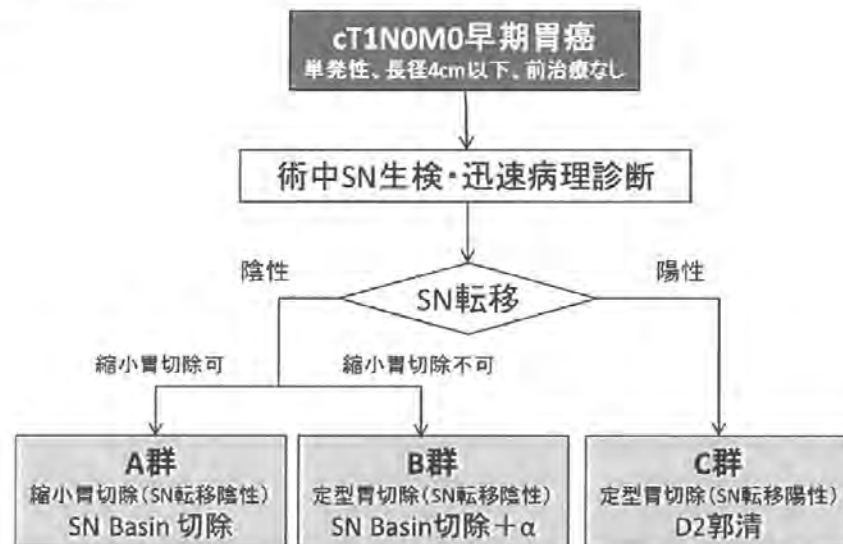 cT1N0M0早期胃癌
単発性、長径4cm以下、前治療なし
術中SN生検・迅速病理診断
陰性
陽性
SN転移
縮小胃切除可
縮小胃切除不可
A群
縮小胃切除(SN転移陰性)
SN Basin 切除
B群
定型胃切除(SN転移陰性)
SN Basin切除＋α
C群
定型胃切除(SN転移陽性)
D2郭清